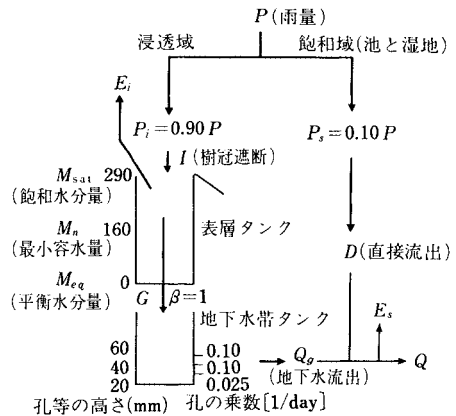 P (雨量)
浸透域
飽和域(池と湿地)
E_i
P_i=0.90 P
P_s=0.10 P
I (樹冠遮断)
M_sat 290
(飽和水分量)
M_n 160
(最小容水量)
表層タンク
D(直接流出)
M_eq 0
(平衡水分量)
G β=1
地下水帯タンク
E_s
60 0.10
40 0.10
20 0.025
Q_g Q
(地下水流出)
孔等の高さ(mm) 孔の乗数[1/day]